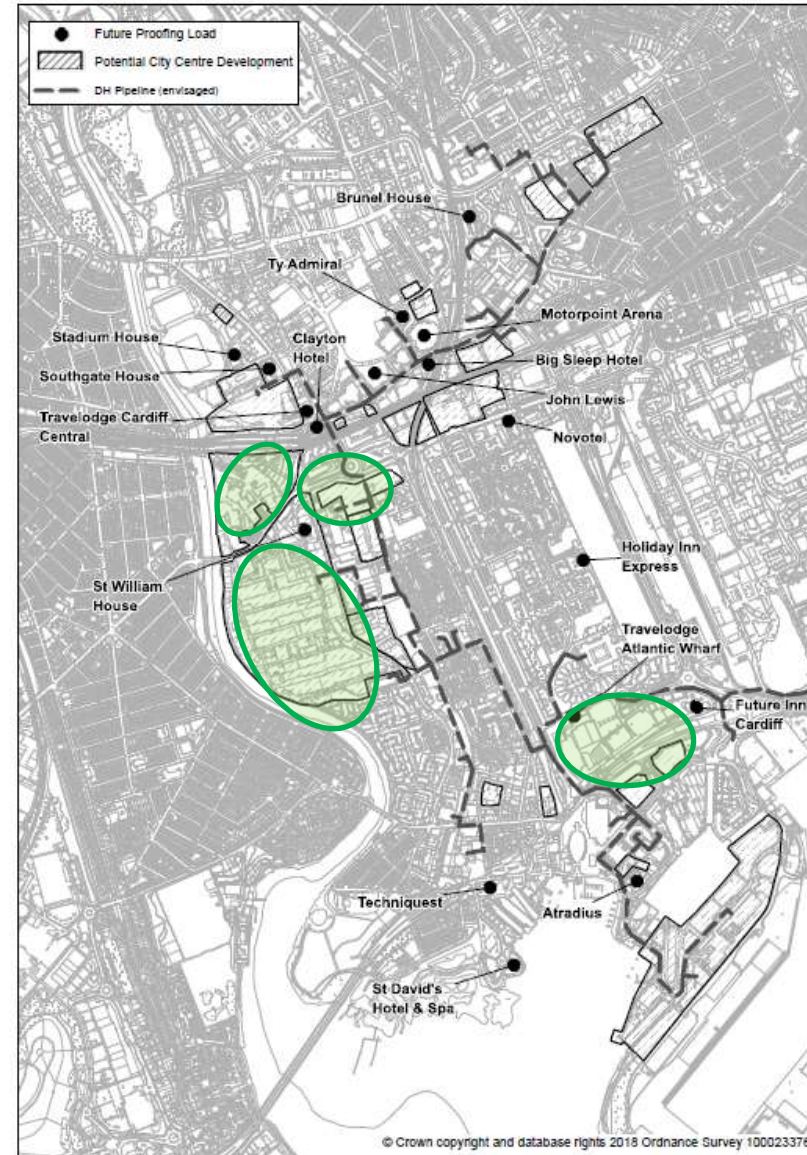 Future Proofing Load
Potential City Centre Development
DH Pipeline (envisaged)
Brunel House
Ty Admiral
Motorpoint Arena
Stadium House
Clayton
Hotel
Big Sleep Hotel
Southgate House
John Lewis
Travelodge Cardiff
Central
Novotel
Holiday Inn
Express
St William
House
Travelodge
Atlantic Wharf
Future Inn
Cardiff
Techniquest
Atradius
St David's
Hotel & Spa
© Crown copyright and database rights 2018 Ordnance Survey 100023376